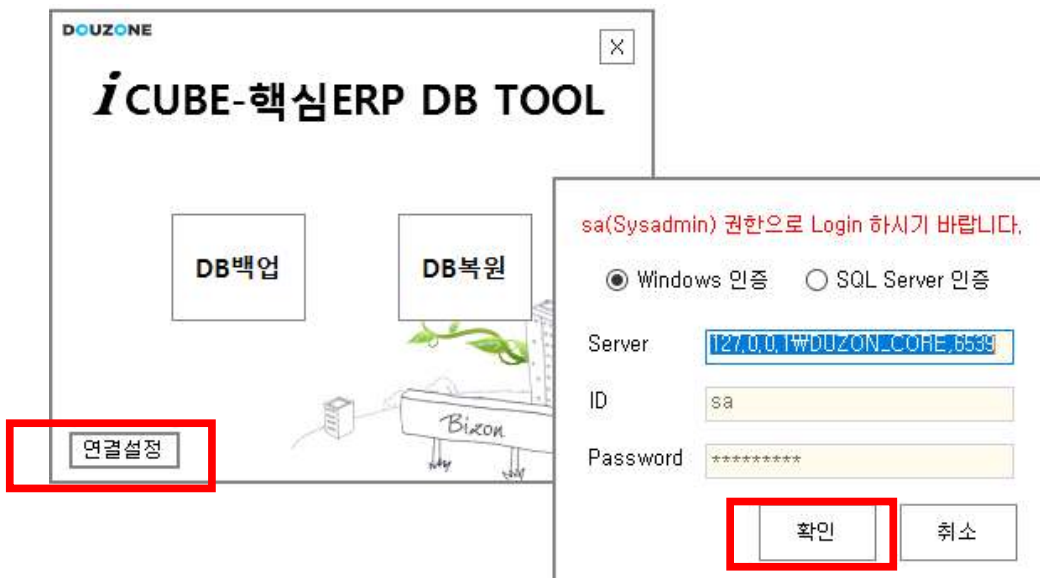 DOUZONE
X
iCUBE-핵심ERP DB TOOL
DB백업
DB복원
Bizon
연결설정
sa(Sysadmin) 권한으로 Login 하시기 바랍니다.
Windows 인증
SQL Server 인증
Server 127.0.0.1₩DUZON_CORE,6539
ID sa
Password *********
확인
취소